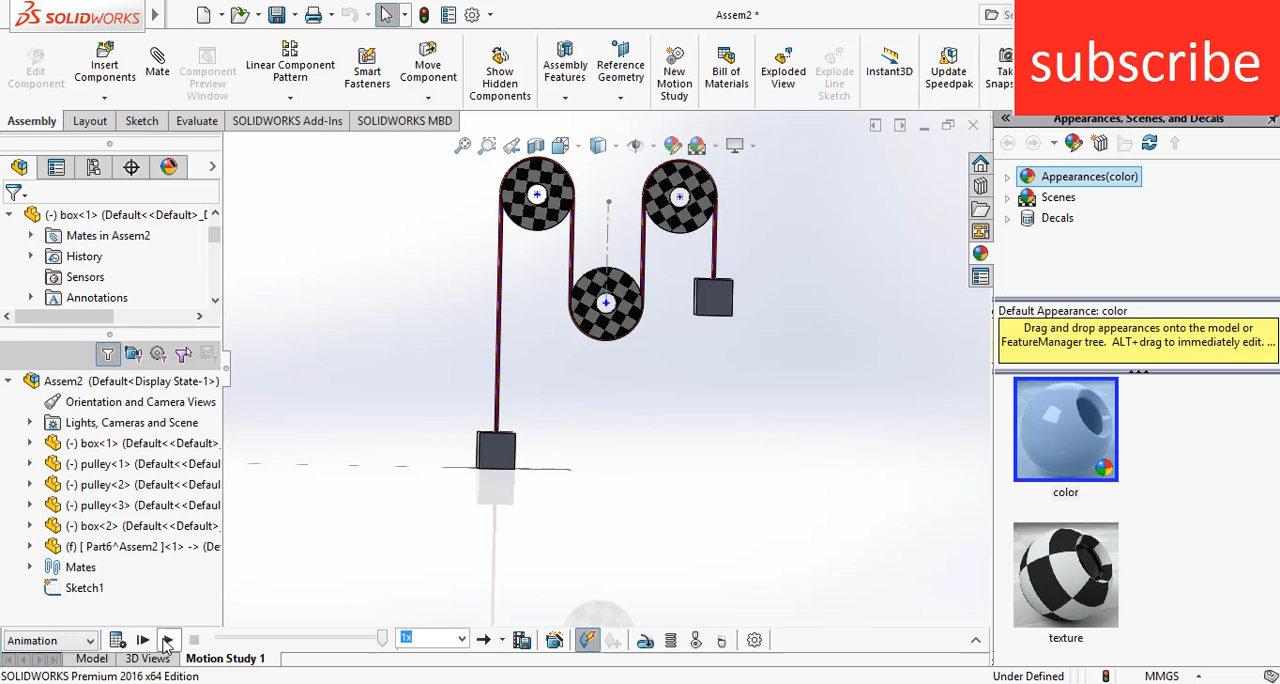 SOLIDWORKS
Assem2 *
subscribe
Edit Component
Insert Components
Mate
Component Preview Window
Linear Component Pattern
Smart Fasteners
Move Component
Show Hidden Components
Assembly Features
Reference Geometry
New Motion Study
Bill of Materials
Exploded View
Explode Line Sketch
Instant3D
Update Speedpak
Assembly
Layout
Sketch
Evaluate
SOLIDWORKS Add-Ins
SOLIDWORKS MBD
Appearances, Scenes, and Decals
(-) box<1> (Default<<Default>_
Mates in Assem2
History
Sensors
Annotations
Appearances(color)
Scenes
Decals
Default Appearance: color
Drag and drop appearances onto the model or
FeatureManager tree. ALT+drag to immediately edit. ...
color
texture
Assem2 (Default<Display State-1>)
Orientation and Camera Views
Lights, Cameras and Scene
(-) box<1> (Default<<Default>_
(-) pulley<1> (Default<<Defaul
(-) pulley<2> (Default<<Defaul
(-) pulley<3> (Default<<Defaul
(-) box<2> (Default<<Default>_
(f) [ Part6^Assem2 ]<1> -> (De
Mates
Sketch1
Animation
1x
Model
3D Views
Motion Study 1
SOLIDWORKS Premium 2016 x64 Edition
Under Defined
MMGS